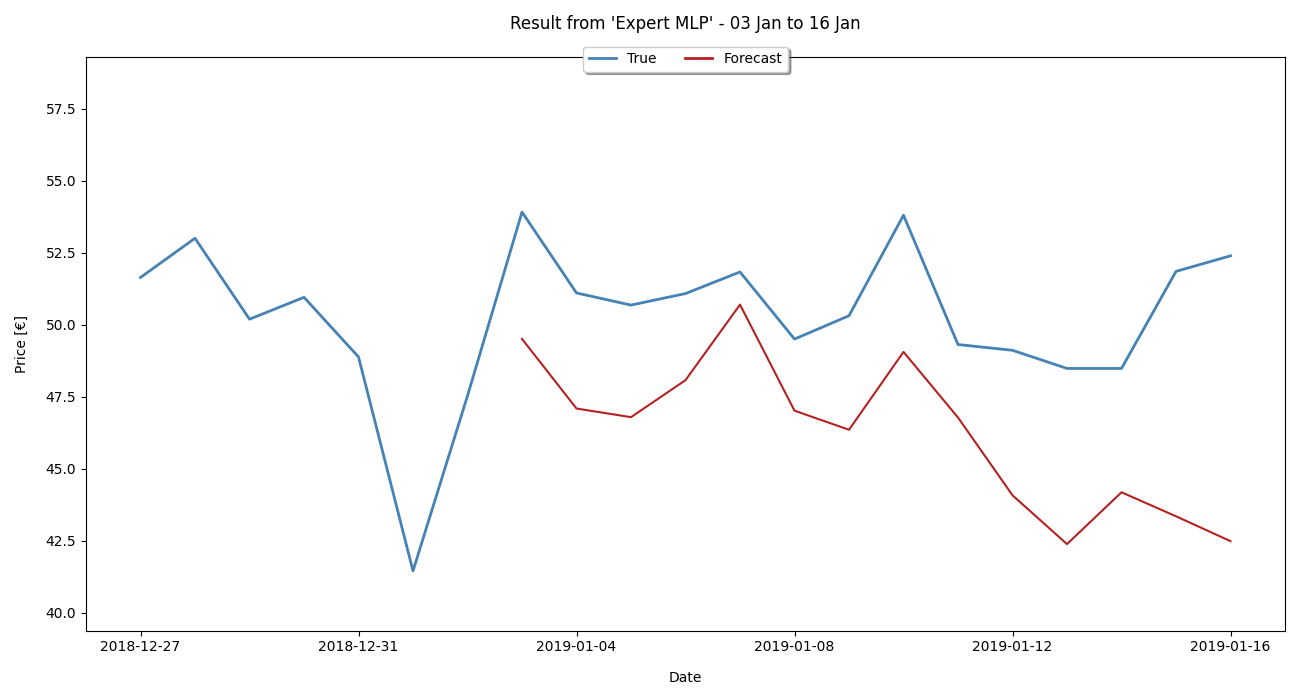 Result from 'Expert MLP' - 03 Jan to 16 Jan
True Forecast
57.5
55.0
52.5
50.0
47.5
45.0
42.5
40.0
Price [€]
2018-12-27 2018-12-31 2019-01-04 2019-01-08 2019-01-12 2019-01-16
Date